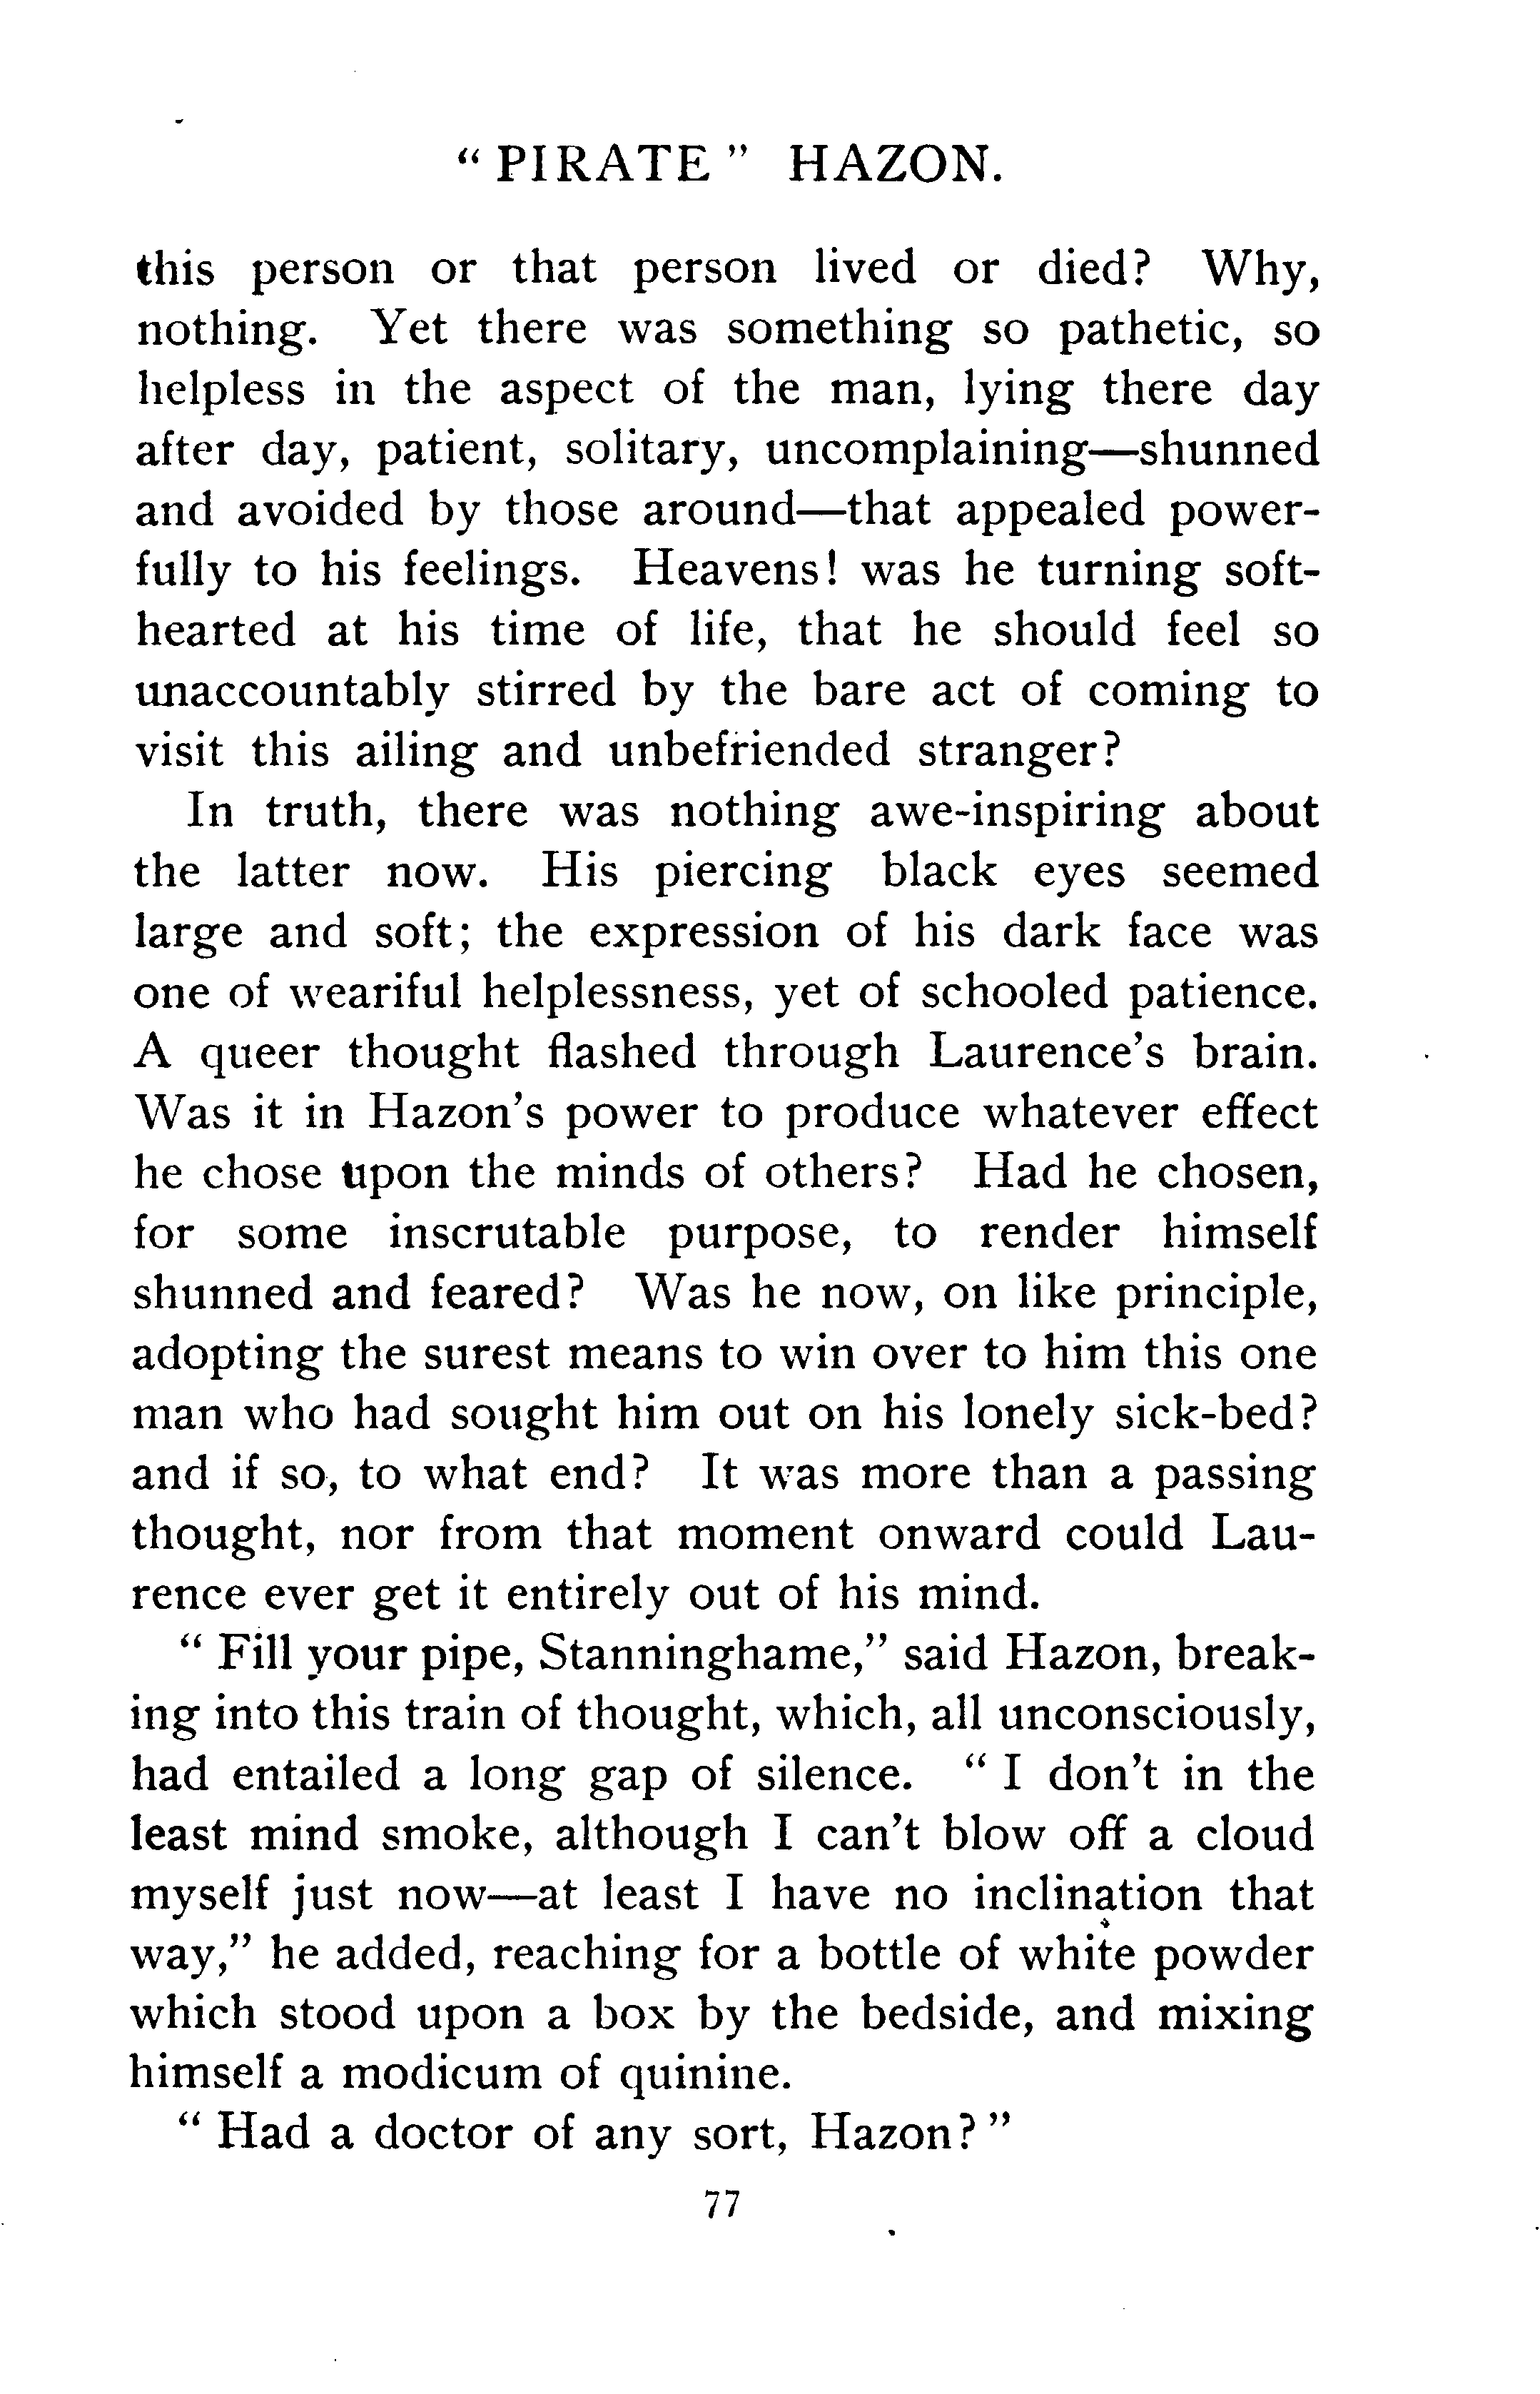 " PIRATE " HAZON.
this person or that person lived or died? Why,
nothing. Yet there was something so pathetic, so
helpless in the aspect of the man, lying there day
after day, patient, solitary, uncomplaining—shunned
and avoided by those around—that appealed power-
fully to his feelings. Heavens! was he turning soft-
hearted at his time of life, that he should feel so
unaccountably stirred by the bare act of coming to
visit this ailing and unbefriended stranger?
In truth, there was nothing awe-inspiring about
the latter now. His piercing black eyes seemed
large and soft; the expression of his dark face was
one of weariful helplessness, yet of schooled patience.
A queer thought flashed through Laurence's brain.
Was it in Hazon's power to produce whatever effect
he chose upon the minds of others? Had he chosen,
for some inscrutable purpose, to render himself
shunned and feared? Was he now, on like principle,
adopting the surest means to win over to him this one
man who had sought him out on his lonely sick-bed?
and if so, to what end? It was more than a passing
thought, nor from that moment onward could Lau-
rence ever get it entirely out of his mind.
" Fill your pipe, Stanninghame," said Hazon, break-
ing into this train of thought, which, all unconsciously,
had entailed a long gap of silence. " I don't in the
least mind smoke, although I can't blow off a cloud
myself just now—at least I have no inclination that
way," he added, reaching for a bottle of white powder
which stood upon a box by the bedside, and mixing
himself a modicum of quinine.
" Had a doctor of any sort, Hazon? "
77